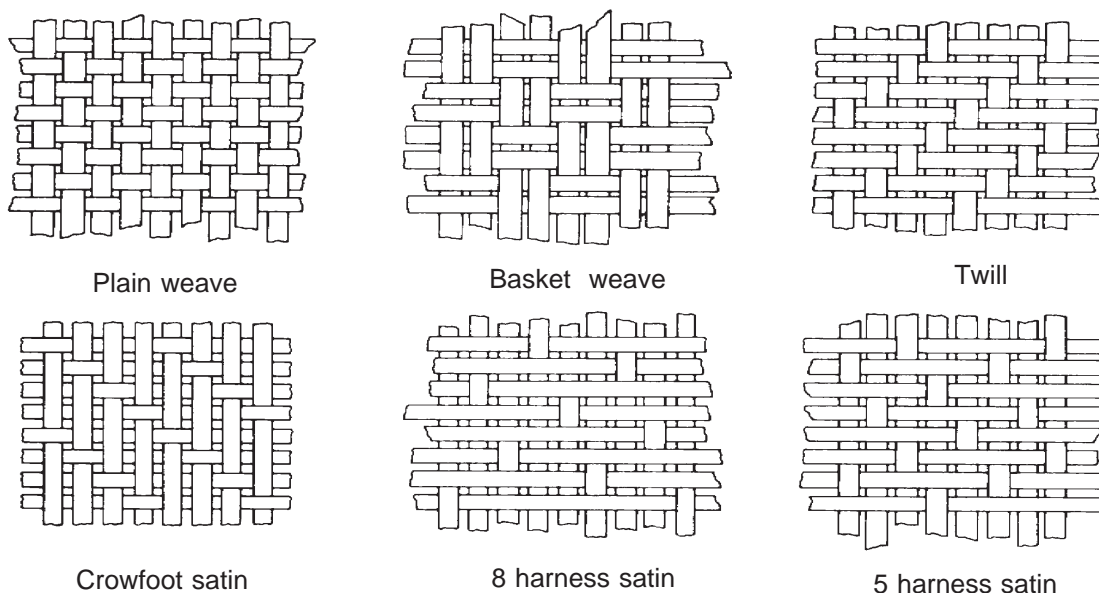 Plain weave
Basket weave
Twill
Crowfoot satin
8 harness satin
5 harness satin